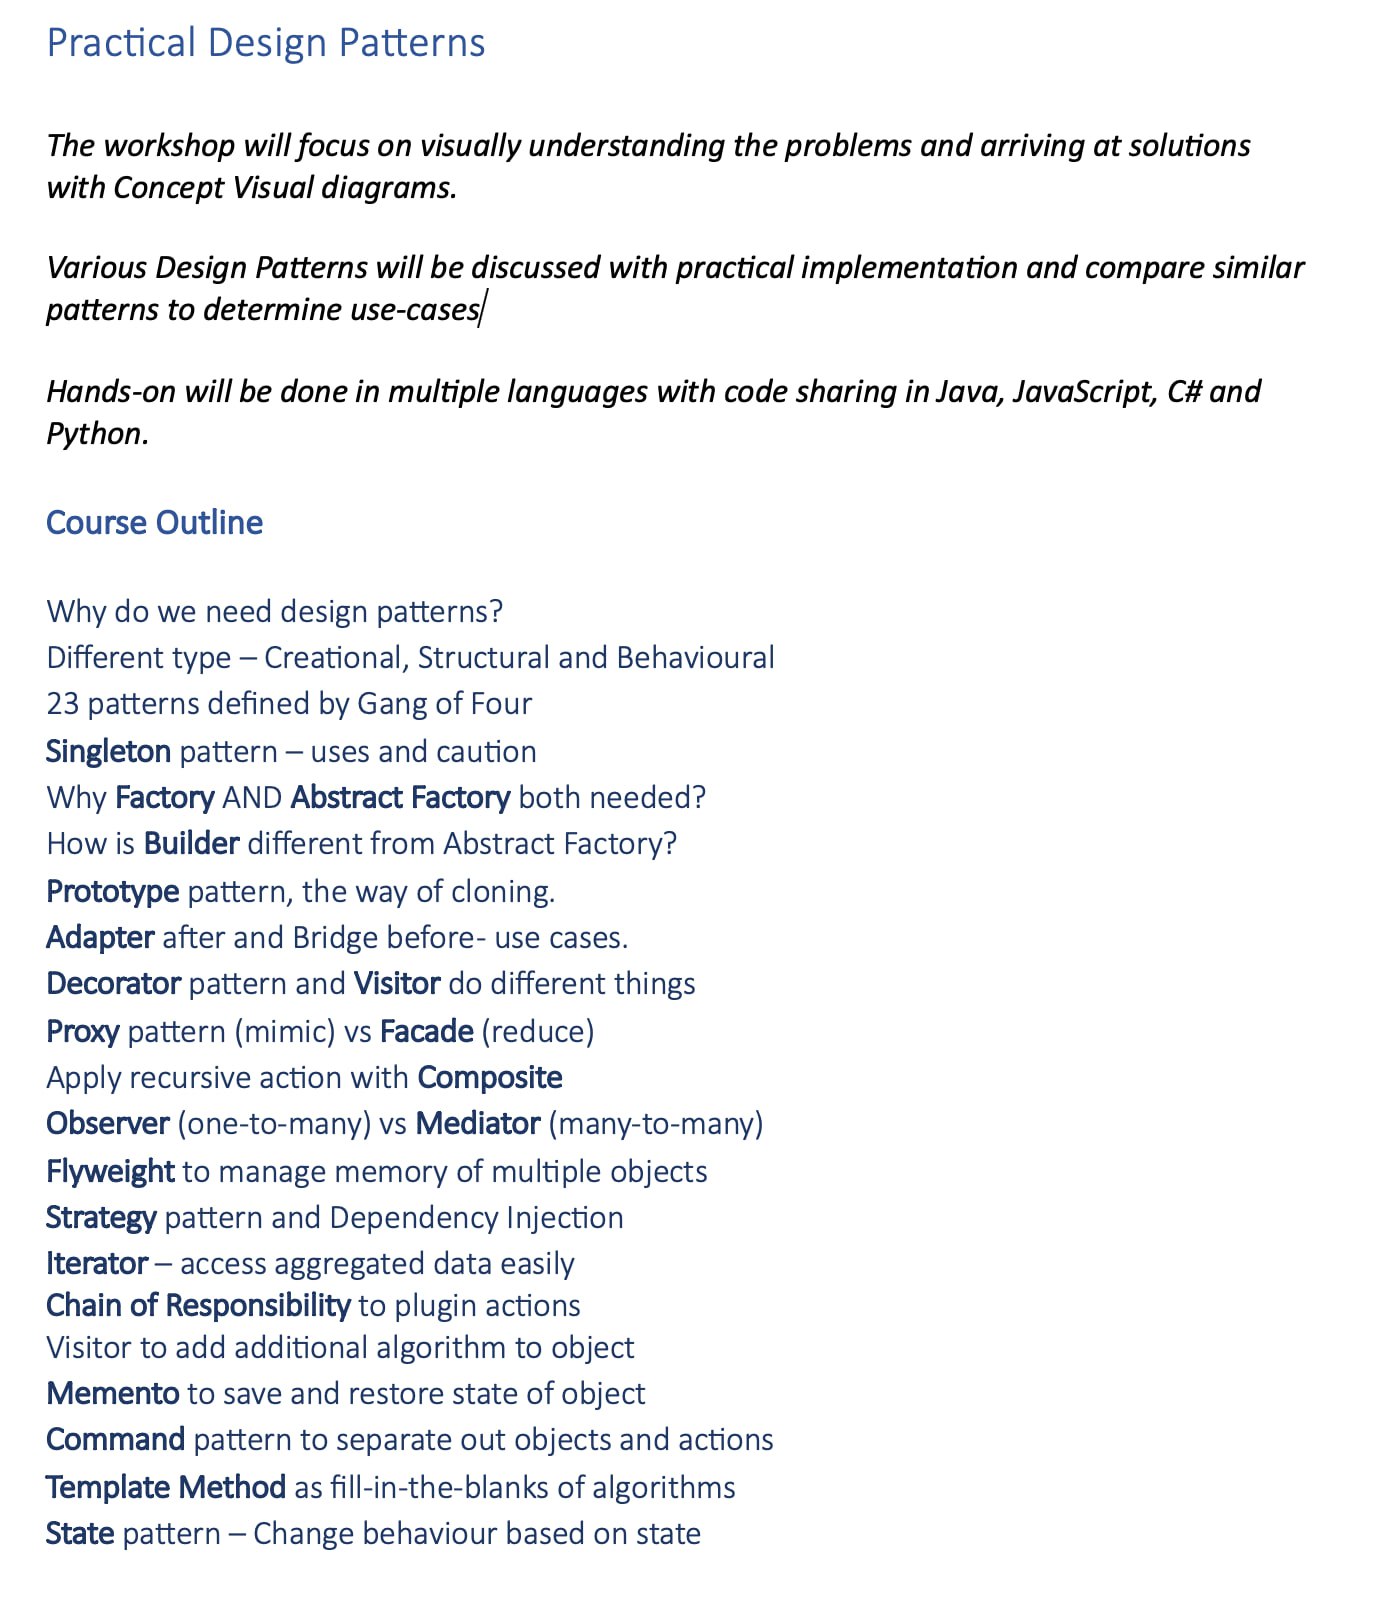 Practical Design Patterns
The workshop will focus on visually understanding the problems and arriving at solutions
with Concept Visual diagrams.
Various Design Patterns will be discussed with practical implementation and compare similar
patterns to determine use-cases
Hands-on will be done in multiple languages with code sharing in Java, JavaScript, C# and
Python.
Course Outline
Why do we need design patterns?
Different type – Creational, Structural and Behavioural
23 patterns defined by Gang of Four
Singleton pattern – uses and caution
Why Factory AND Abstract Factory both needed?
How is Builder different from Abstract Factory?
Prototype pattern, the way of cloning.
Adapter after and Bridge before- use cases.
Decorator pattern and Visitor do different things
Proxy pattern (mimic) vs Facade (reduce)
Apply recursive action with Composite
Observer (one-to-many) vs Mediator (many-to-many)
Flyweight to manage memory of multiple objects
Strategy pattern and Dependency Injection
Iterator – access aggregated data easily
Chain of Responsibility to plugin actions
Visitor to add additional algorithm to object
Memento to save and restore state of object
Command pattern to separate out objects and actions
Template Method as fill-in-the-blanks of algorithms
State pattern – Change behaviour based on state